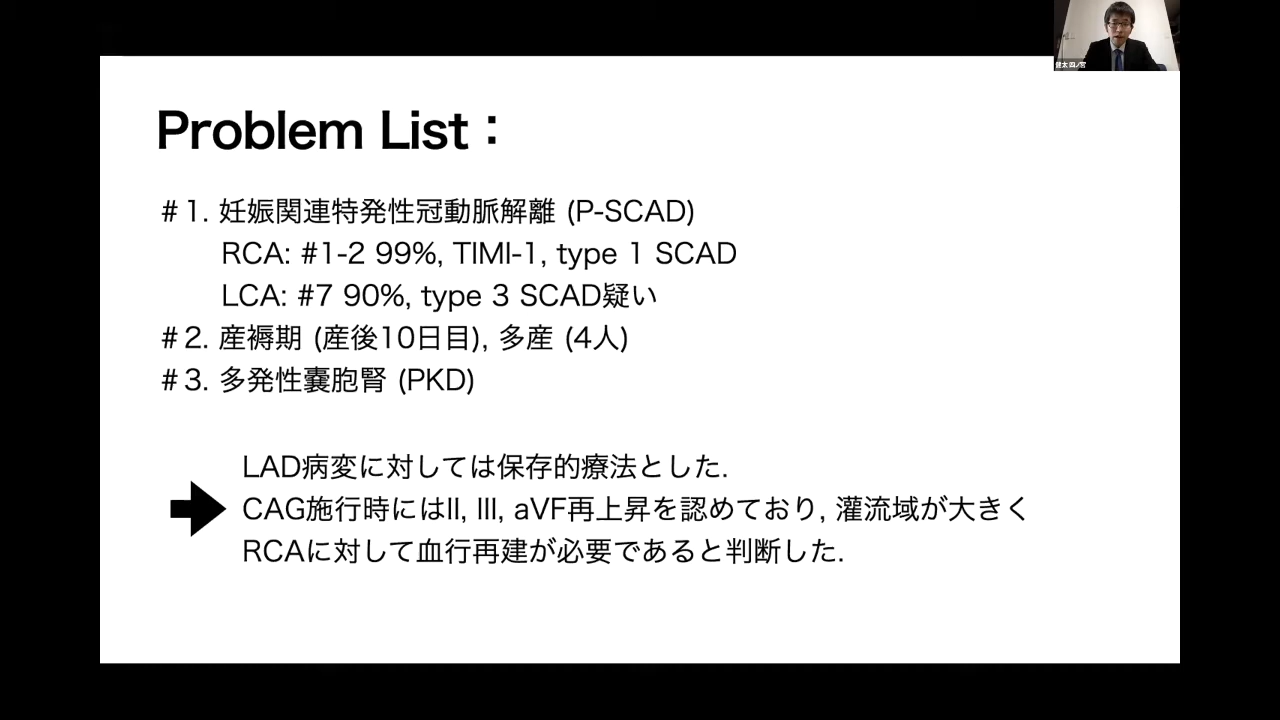 健太 四ノ宮
Problem List：
＃1. 妊娠関連特発性冠動脈解離 (P-SCAD)
RCA: #1-2 99%, TIMI-1, type 1 SCAD
LCA: #7 90%, type 3 SCAD疑い
＃2. 産褥期 (産後10日目), 多産 (4人)
＃3. 多発性嚢胞腎 (PKD)
LAD病変に対しては保存的療法とした.
CAG施行時にはII, III, aVF再上昇を認めており, 灌流域が大きく
RCAに対して血行再建が必要であると判断した.